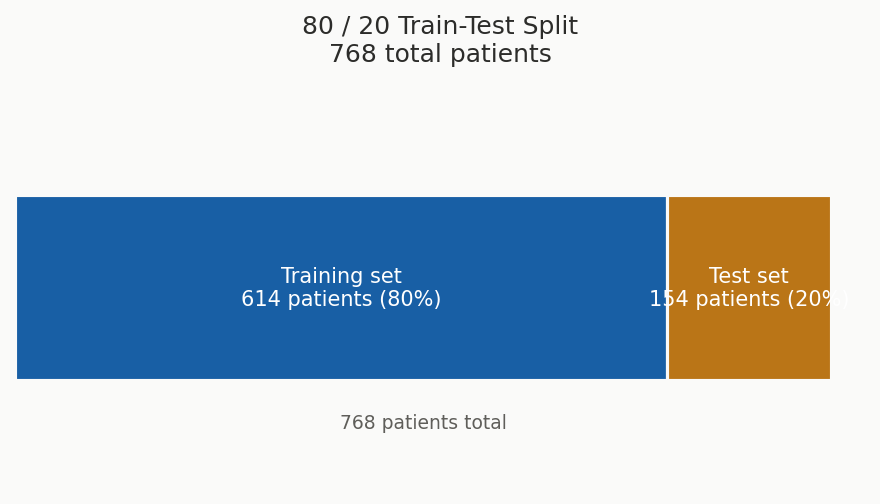 80 / 20 Train-Test Split
768 total patients
Training set
614 patients (80%)
Test set
154 patients (20%)
768 patients total